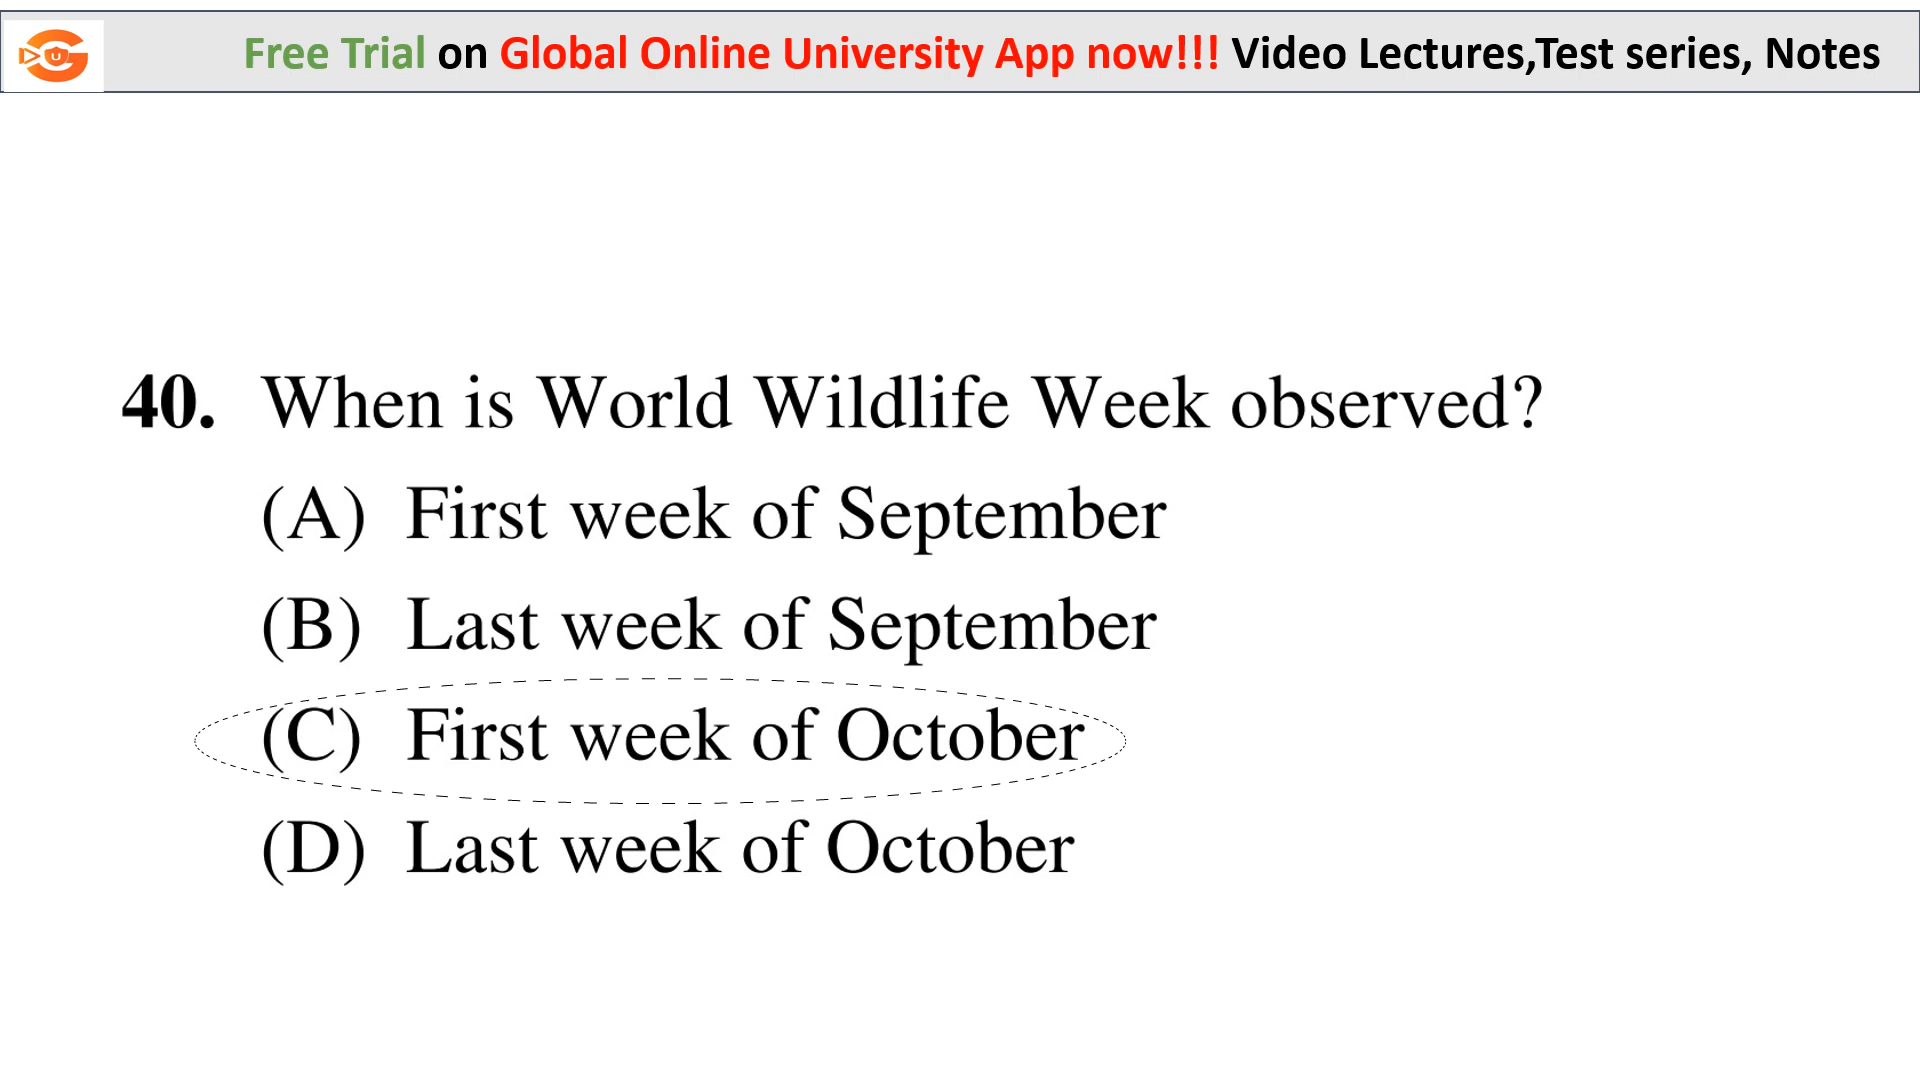 Free Trial on Global Online University App now!!! Video Lectures,Test series, Notes
40. When is World Wildlife Week observed?
(A) First week of September
(B) Last week of September
(C) First week of October
(D) Last week of October